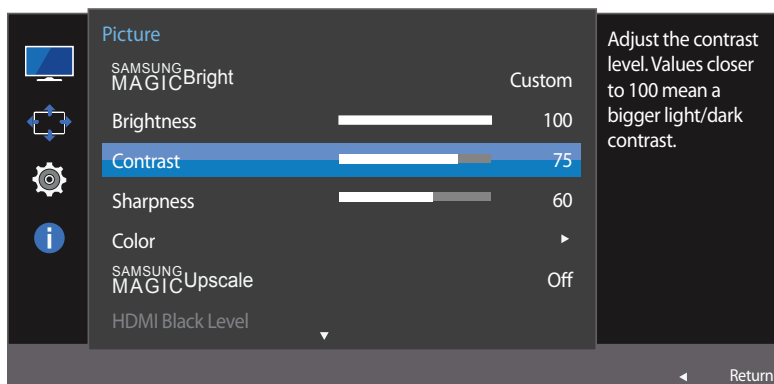 Picture
SAMSUNG
MAGICBright Custom
Brightness 100
Contrast 75
Sharpness 60
Color
SAMSUNG
MAGICUpscale Off
HDMI Black Level
Adjust the contrast
level. Values closer
to 100 mean a
bigger light/dark
contrast.
Return